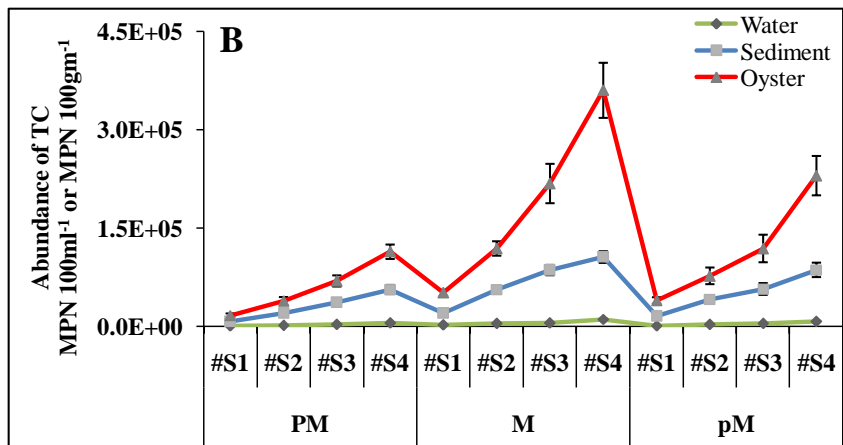 B
Water
Sediment
Oyster
Abundance of TC
MPN 100ml⁻¹ or MPN 100gm⁻¹
4.5E+05
3.0E+05
1.5E+05
0.0E+00
#S1 #S2 #S3 #S4 #S1 #S2 #S3 #S4 #S1 #S2 #S3 #S4
PM M pM